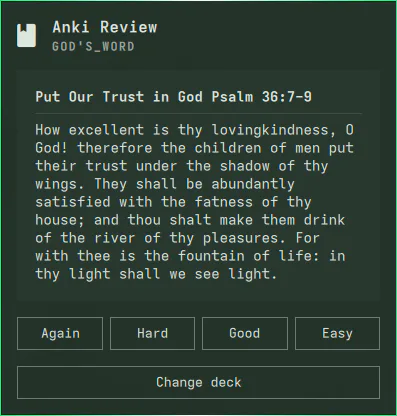 Anki Review
GOD'S_WORD
Put Our Trust in God Psalm 36:7-9
How excellent is thy lovingkindness, O
God! therefore the children of men put
their trust under the shadow of thy
wings. They shall be abundantly
satisfied with the fatness of thy
house; and thou shalt make them drink
of the river of thy pleasures. For
with thee is the fountain of life: in
thy light shall we see light.
Again Hard Good Easy
Change deck